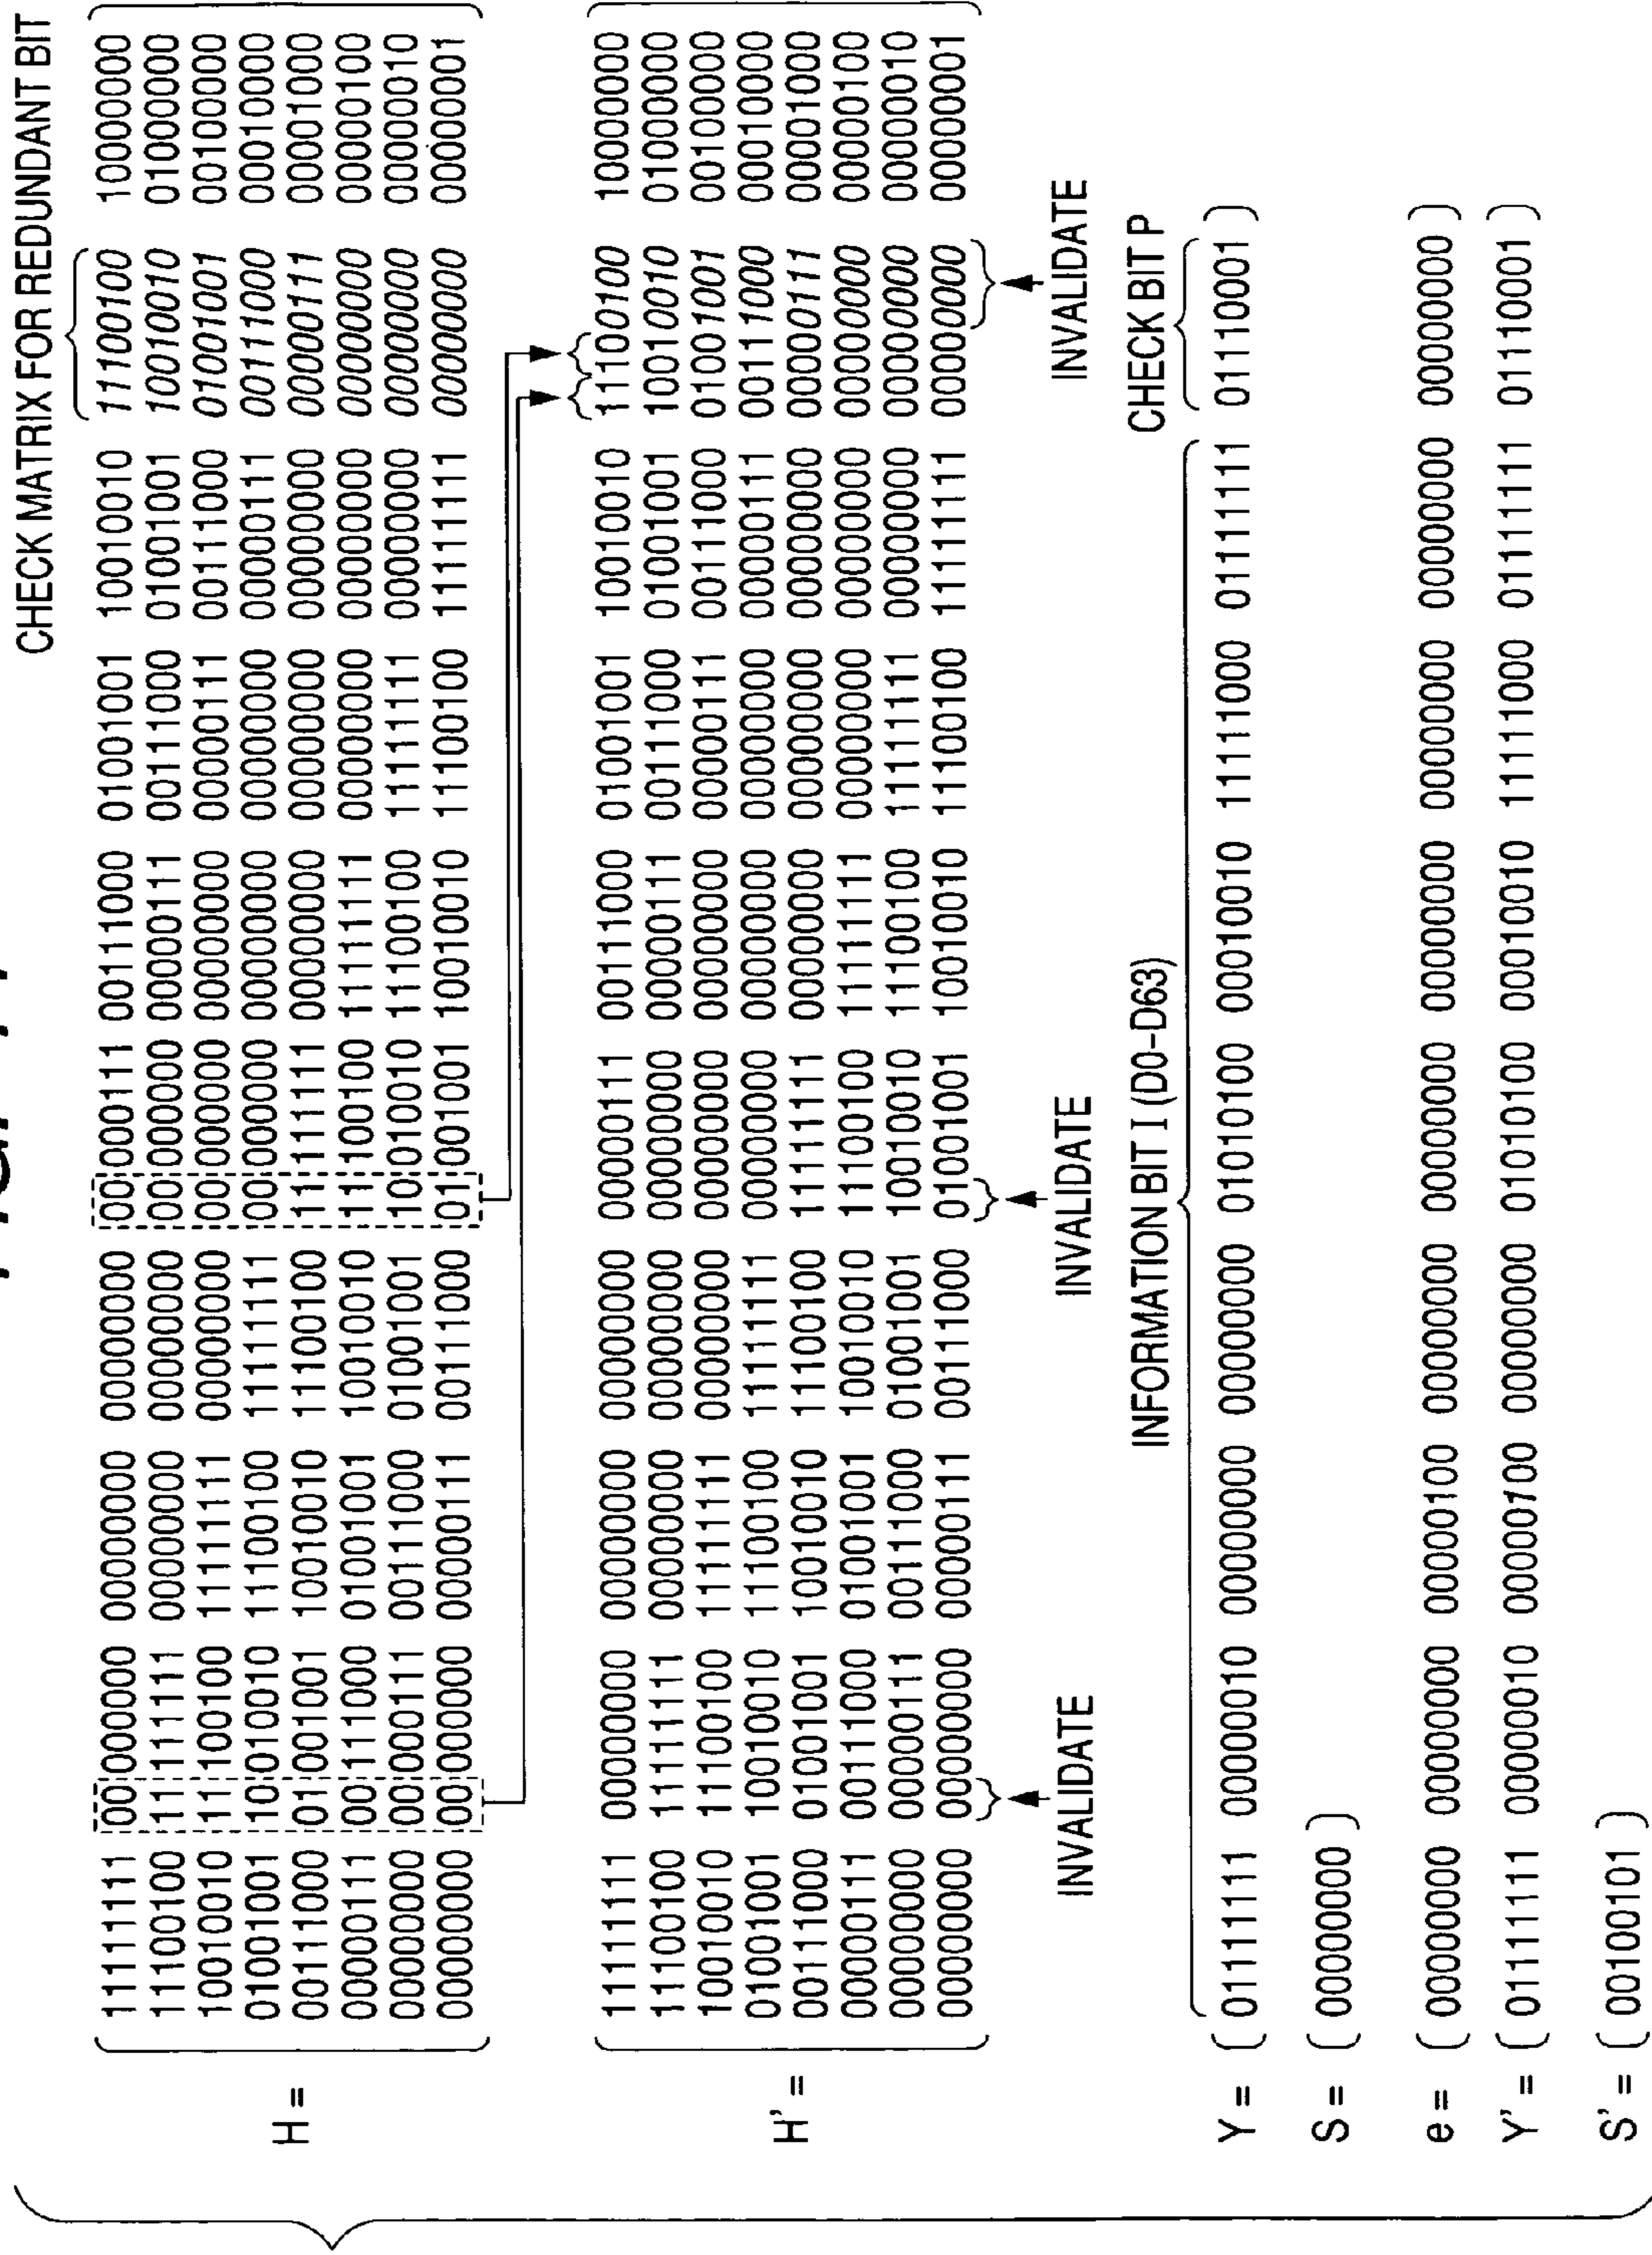 CHECK MATRIX FOR REDUNDANT BIT
H =
11111111 00000000 00000000 00000000 00000111 00111000 01001001 10010010 11100100 10000000
11100100 11111111 00000000 00000000 00000000 00000111 00111000 01001001 10010010 01000000
10010010 11100100 11111111 00000000 00000000 00000000 00000111 00111000 01001001 00100000
01001001 10010010 11100100 11111111 00000000 00000000 00000000 00000111 00111000 00010000
00111000 01001001 10010010 11100100 11111111 00000000 00000000 00000000 00000111 00001000
00000111 00111000 01001001 10010010 11100100 11111111 00000000 00000000 00000000 00000100
00000000 00000111 00111000 01001001 10010010 11100100 11111111 00000000 00000000 00000010
00000000 00000000 00000111 00111000 01001001 10010010 11100100 11111111 00000000 00000001
H' =
11111111 00000000 00000000 00000000 00000111 00111000 01001001 10010010 11100100 10000000
11100100 11111111 00000000 00000000 00000000 00000111 00111000 01001001 10010010 01000000
10010010 11100100 11111111 00000000 00000000 00000000 00000111 00111000 01001001 00100000
01001001 10010010 11100100 11111111 00000000 00000000 00000000 00000111 00111000 00010000
00111000 01001001 10010010 11100100 11111111 00000000 00000000 00000000 00000111 00001000
00000111 00111000 01001001 10010010 11100100 11111111 00000000 00000000 00000000 00000100
00000000 00000111 00111000 01001001 10010010 11100100 11111111 00000000 00000000 00000010
00000000 00000000 00000111 00111000 01001001 10010010 11100100 11111111 00000000 00000001
INVALIDATE INVALIDATE INVALIDATE
INFORMATION BIT I (D0-D63) CHECK BIT P
Y = ( 01111111 00000010 00000000 00000000 01010100 00010010 11111000 01111111 01110001 )
S = ( 00000000 )
e = ( 00000000 00000000 00000100 00000000 00000000 00000000 00000000 00000000 00000000 )
Y' = ( 01111111 00000010 00000100 00000000 01010100 00010010 11111000 01111111 01110001 )
S' = ( 00100101 )